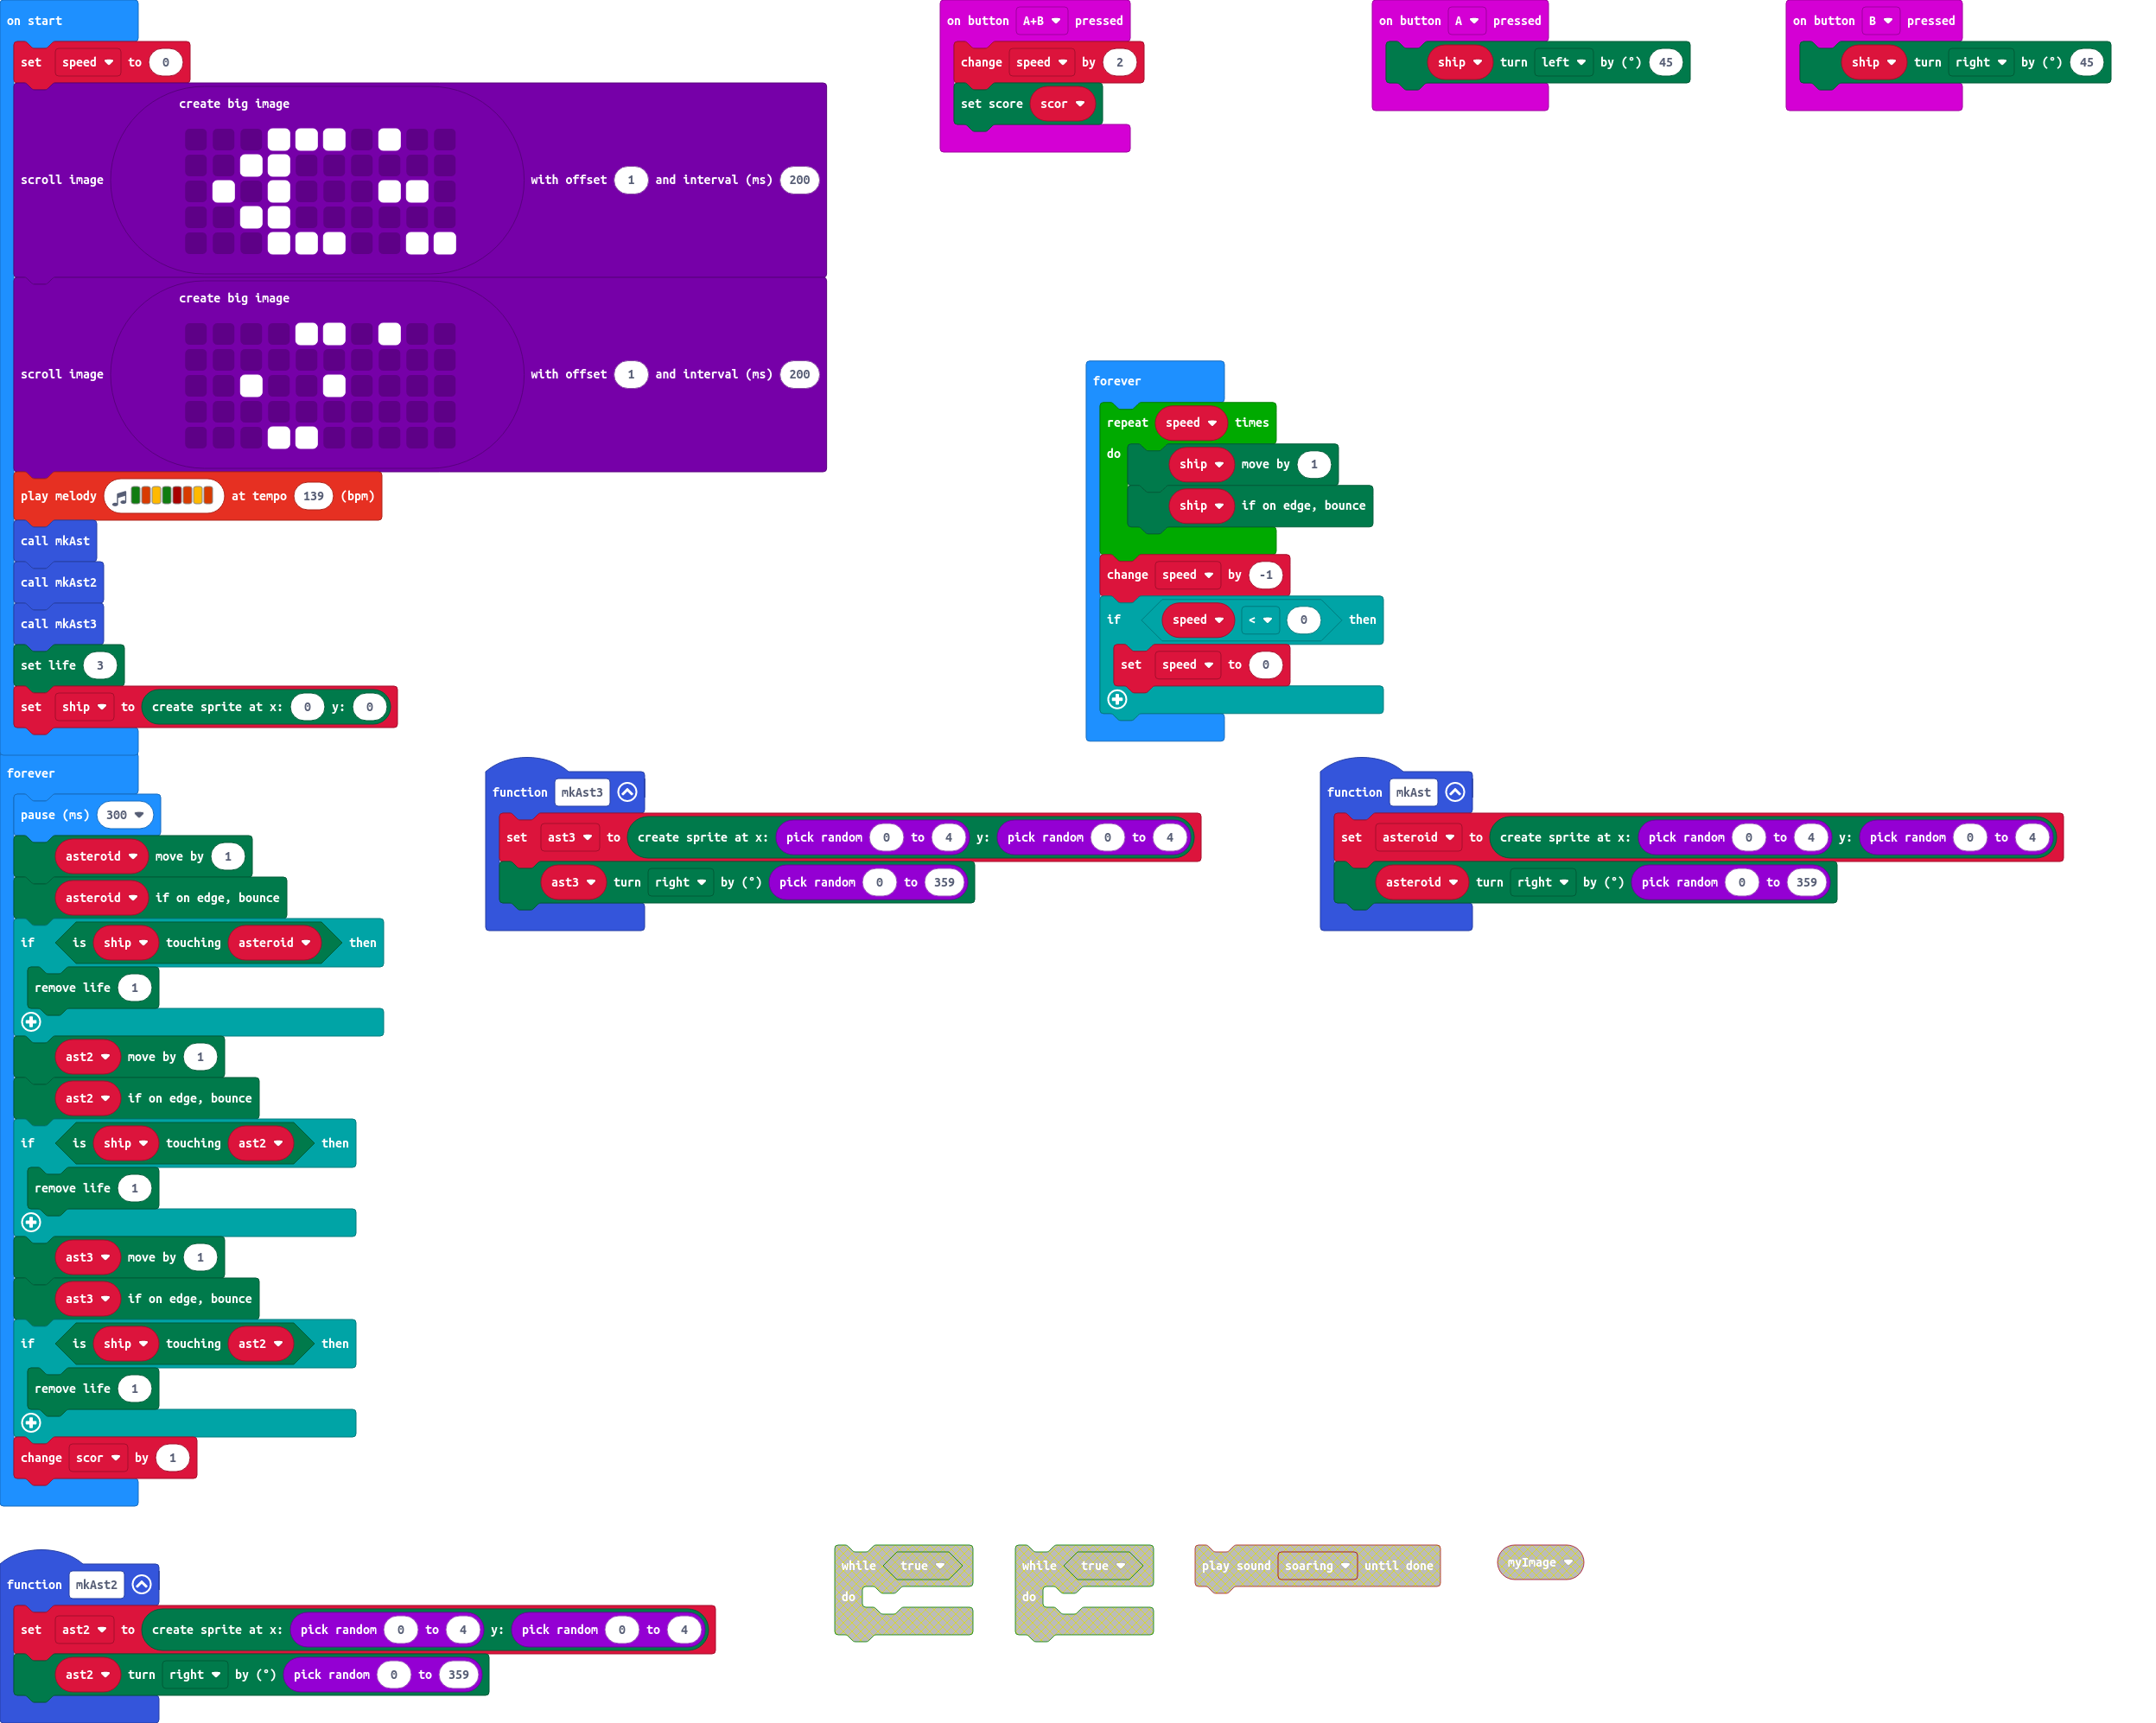 on start
set speed to 0
create big image
scroll image with offset 1 and interval (ms) 200
create big image
scroll image with offset 1 and interval (ms) 200
play melody at tempo 139 (bpm)
call mkAst
call mkAst2
call mkAst3
set life 3
set ship to create sprite at x: 0 y: 0
on button A+B pressed
change speed by 2
set score scor
on button A pressed
ship turn left by (°) 45
on button B pressed
ship turn right by (°) 45
forever
repeat speed times
do ship move by 1
ship if on edge, bounce
change speed by -1
if speed < 0 then
set speed to 0
forever
pause (ms) 300
asteroid move by 1
asteroid if on edge, bounce
if is ship touching asteroid then
remove life 1
ast2 move by 1
ast2 if on edge, bounce
if is ship touching ast2 then
remove life 1
ast3 move by 1
ast3 if on edge, bounce
if is ship touching ast2 then
remove life 1
change scor by 1
function mkAst3
set ast3 to create sprite at x: pick random 0 to 4 y: pick random 0 to 4
ast3 turn right by (°) pick random 0 to 359
function mkAst
set asteroid to create sprite at x: pick random 0 to 4 y: pick random 0 to 4
asteroid turn right by (°) pick random 0 to 359
function mkAst2
set ast2 to create sprite at x: pick random 0 to 4 y: pick random 0 to 4
ast2 turn right by (°) pick random 0 to 359
while true
do
while true
do
play sound soaring until done
myImage